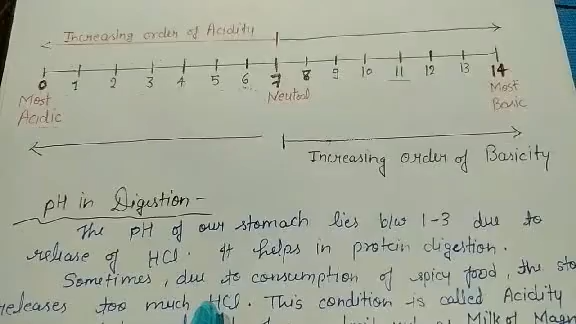 Increasing order of Acidity
0 1 2 3 4 5 6 7 8 9 10 11 12 13 14
Most Acidic
Neutral
Most Basic
Increasing order of Basicity
pH in Digestion -
The pH of our stomach lies b/w 1-3 due to
release of HCl. It helps in protein digestion.
Sometimes, due to consumption of spicy food, the sto
releases too much HCl. This condition is called Acidity
Milk of Magn